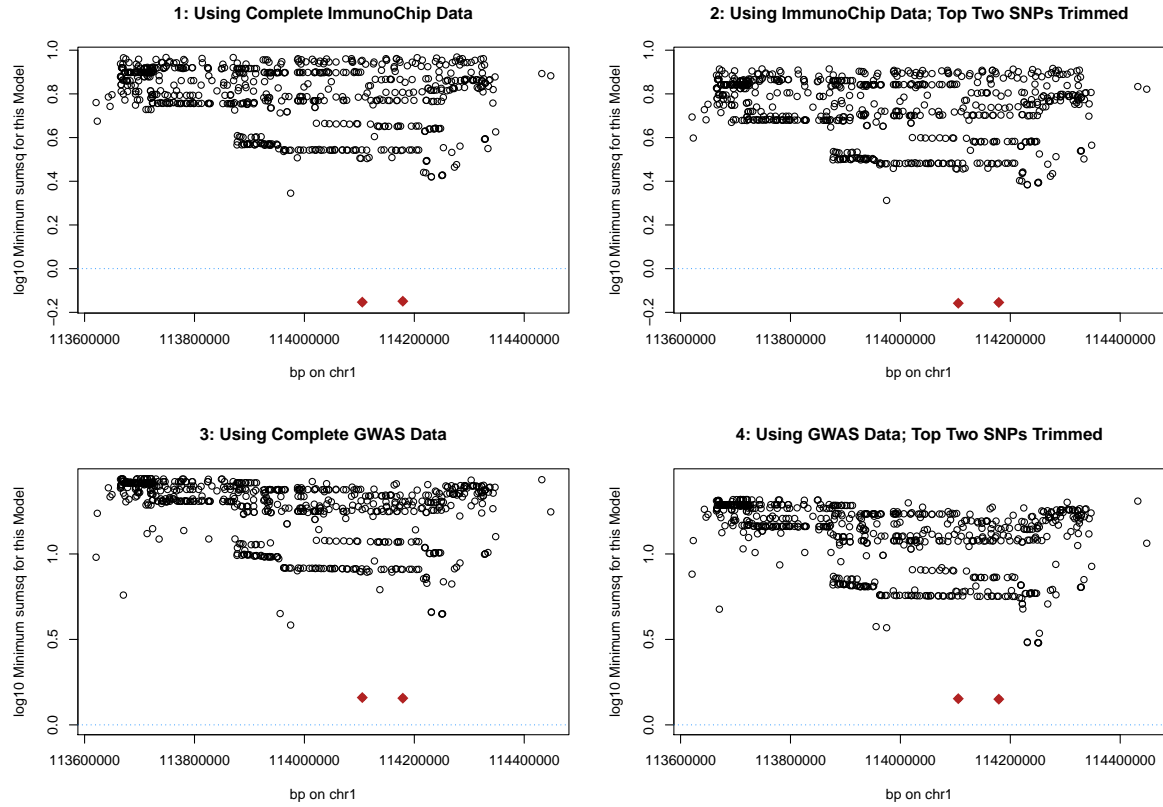 1: Using Complete ImmunoChip Data
log10 Minimum sumsq for this Model
1.0
0.8
0.6
0.4
0.2
0.0
−0.2
113600000 113800000 114000000 114200000 114400000
bp on chr1
2: Using ImmunoChip Data; Top Two SNPs Trimmed
log10 Minimum sumsq for this Model
1.0
0.8
0.6
0.4
0.2
0.0
−0.2
113600000 113800000 114000000 114200000 114400000
bp on chr1
3: Using Complete GWAS Data
log10 Minimum sumsq for this Model
1.0
0.5
0.0
113600000 113800000 114000000 114200000 114400000
bp on chr1
4: Using GWAS Data; Top Two SNPs Trimmed
log10 Minimum sumsq for this Model
1.0
0.5
0.0
113600000 113800000 114000000 114200000 114400000
bp on chr1